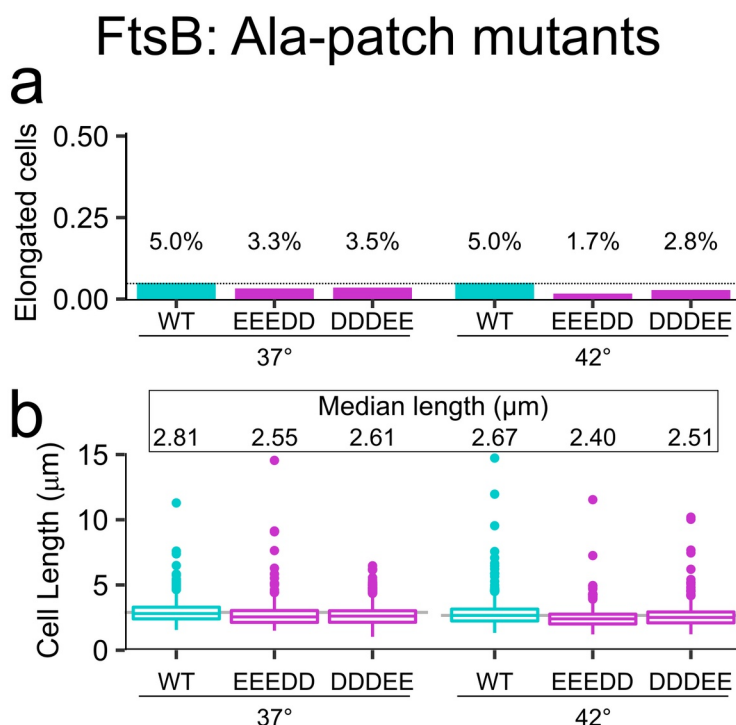 FtsB: Ala-patch mutants
a
Elongated cells
0.50
0.25
0.00
5.0% 3.3% 3.5% 5.0% 1.7% 2.8%
WT EEEDD DDDEE WT EEEDD DDDEE
37° 42°
b
Median length (μm)
2.81 2.55 2.61 2.67 2.40 2.51
Cell Length (μm)
15
10
5
0
WT EEEDD DDDEE WT EEEDD DDDEE
37° 42°